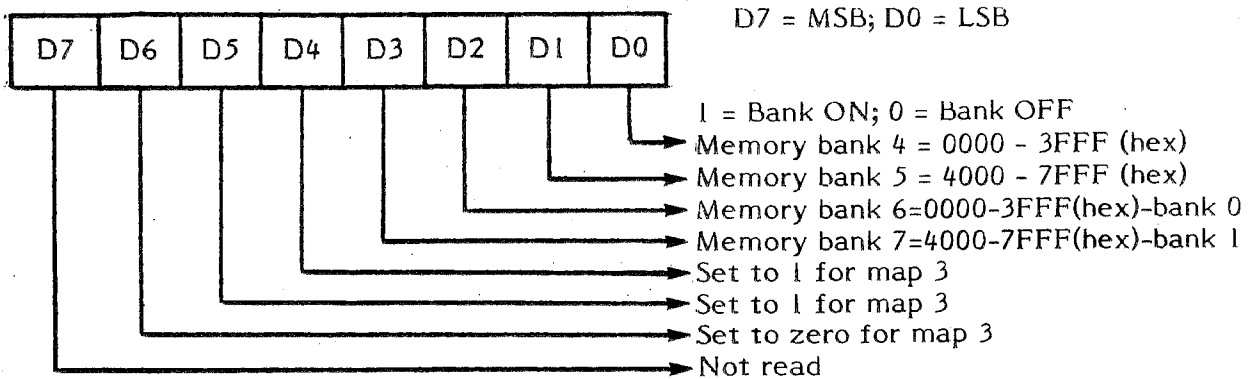 D7 = MSB; D0 = LSB
D7 D6 D5 D4 D3 D2 D1 D0
1 = Bank ON; 0 = Bank OFF
Memory bank 4 = 0000 - 3FFF (hex)
Memory bank 5 = 4000 - 7FFF (hex)
Memory bank 6=0000-3FFF(hex)-bank 0
Memory bank 7=4000-7FFF(hex)-bank 1
Set to 1 for map 3
Set to 1 for map 3
Set to zero for map 3
Not read